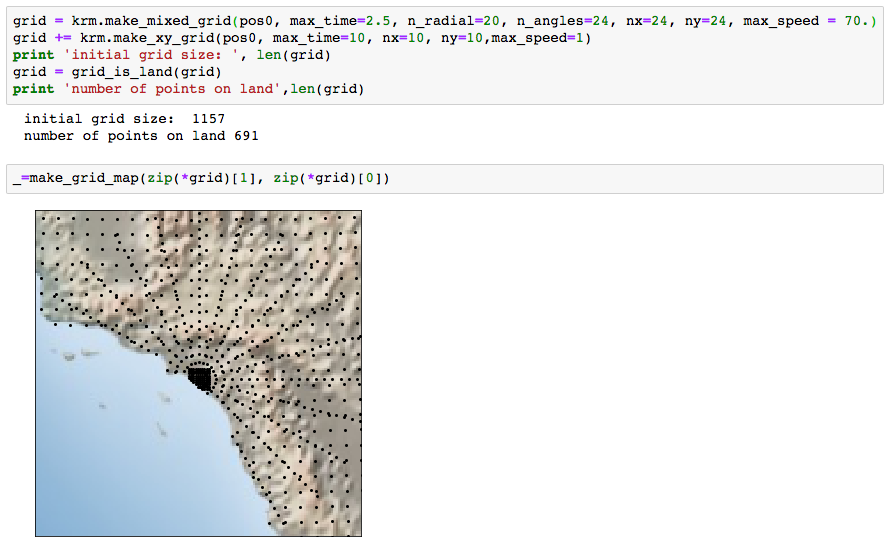 grid = krm.make_mixed_grid(pos0, max_time=2.5, n_radial=20, n_angles=24, nx=24, ny=24, max_speed = 70.)
grid += krm.make_xy_grid(pos0, max_time=10, nx=10, ny=10,max_speed=1)
print 'initial grid size: ', len(grid)
grid = grid_is_land(grid)
print 'number of points on land',len(grid)
initial grid size:  1157
number of points on land 691
_=make_grid_map(zip(*grid)[1], zip(*grid)[0])